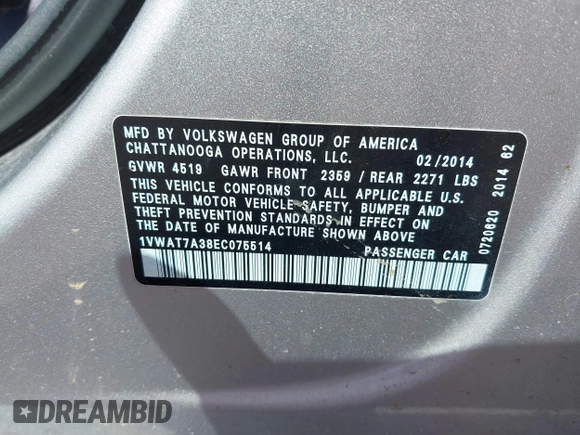 MFD BY VOLKSWAGEN GROUP OF AMERICA
CHATTANOOGA OPERATIONS, LLC. 02/2014
GVWR 4519 GAWR FRONT 2359 / REAR 2271 LBS
THIS VEHICLE CONFORMS TO ALL APPLICABLE U.S.
FEDERAL MOTOR VEHICLE SAFETY, BUMPER AND
THEFT PREVENTION STANDARDS IN EFFECT ON
THE DATE OF MANUFACTURE SHOWN ABOVE
1VWAT7A38EC075514 PASSENGER CAR
0720620 2014 62
DREAMBID